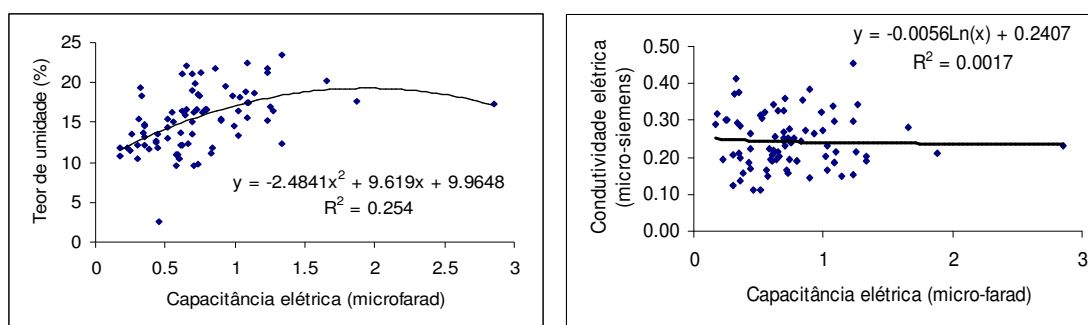 Teor de umidade (%)
25
20
15
10
5
0
y = -2.4841x² + 9.619x + 9.9648
R² = 0.254
0 0.5 1 1.5 2 2.5 3
Capacitância elétrica (microfarad)
y = -0.0056Ln(x) + 0.2407
R² = 0.0017
Condutividade elétrica
(micro-siemens)
0.50
0.40
0.30
0.20
0.10
0.00
0 1 2 3
Capacitância elétrica (micro-farad)